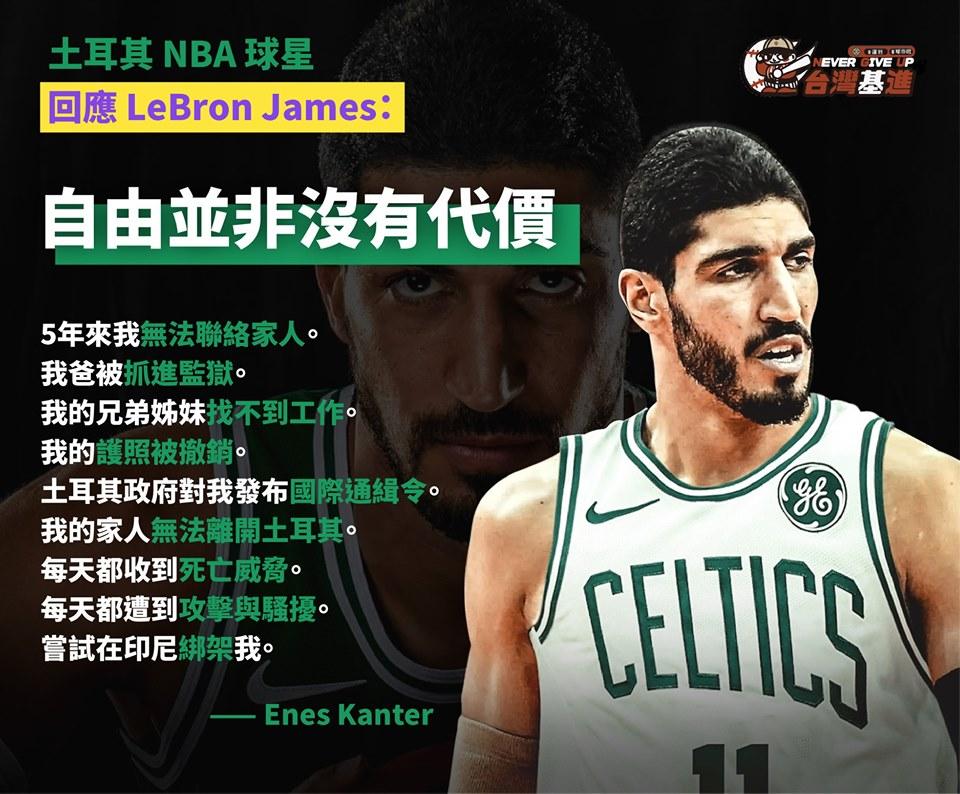 土耳其 NBA 球星
回應 LeBron James：
NEVER GIVE UP
台灣基進
自由並非沒有代價
5年來我無法聯絡家人。
我爸被抓進監獄。
我的兄弟姊妹找不到工作。
我的護照被撤銷。
土耳其政府對我發布國際通緝令。
我的家人無法離開土耳其。
每天都收到死亡威脅。
每天都遭到攻擊與騷擾。
嘗試在印尼綁架我。
—— Enes Kanter
GE
CELTICS
11